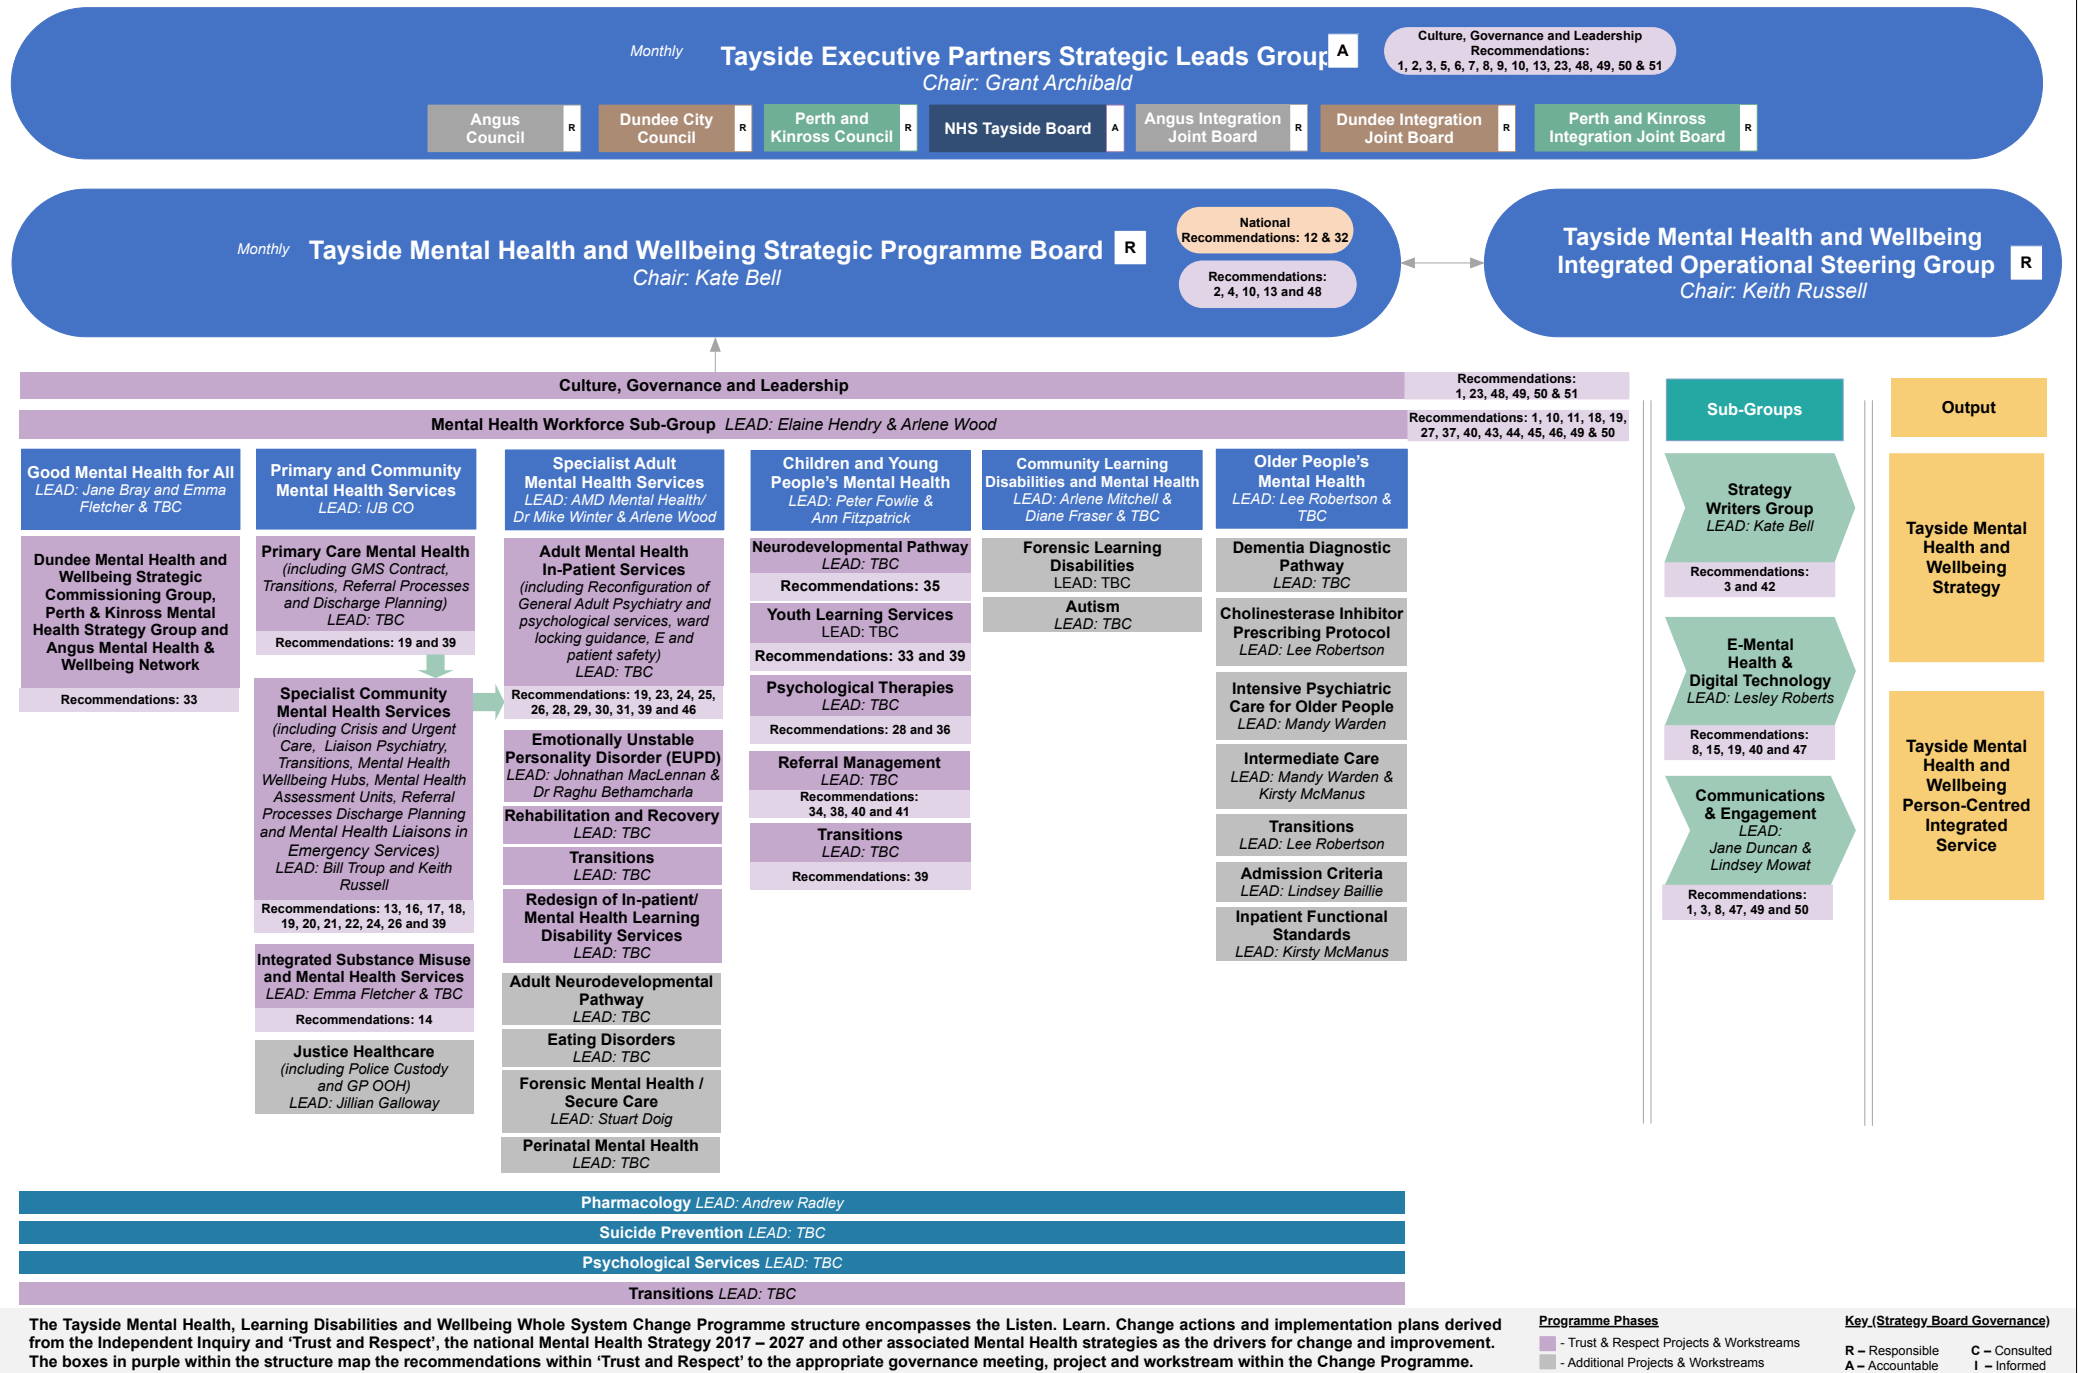 Monthly
Tayside Executive Partners Strategic Leads Group
A
Chair: Grant Archibald
Culture, Governance and Leadership
Recommendations:
1, 2, 3, 5, 6, 7, 8, 9, 10, 13, 23, 48, 49, 50 & 51
Angus
Council
R
Dundee City
Council
R
Perth and
Kinross Council
R
NHS Tayside Board
A
Angus Integration
Joint Board
R
Dundee Integration
Joint Board
R
Perth and Kinross
Integration Joint Board
R
Monthly
Tayside Mental Health and Wellbeing Strategic Programme Board
R
Chair: Kate Bell
National
Recommendations: 12 & 32
Recommendations:
2, 4, 10, 13 and 48
Tayside Mental Health and Wellbeing
Integrated Operational Steering Group
R
Chair: Keith Russell
Culture, Governance and Leadership
Recommendations:
1, 23, 48, 49, 50 & 51
Mental Health Workforce Sub-Group LEAD: Elaine Hendry & Arlene Wood
Recommendations: 1, 10, 11, 18, 19,
27, 37, 40, 43, 44, 45, 46, 49 & 50
Good Mental Health for All
LEAD: Jane Bray and Emma
Fletcher & TBC
Dundee Mental Health and
Wellbeing Strategic
Commissioning Group,
Perth & Kinross Mental
Health Strategy Group and
Angus Mental Health &
Wellbeing Network
Recommendations: 33
Primary and Community
Mental Health Services
LEAD: IJB CO
Primary Care Mental Health
(including GMS Contract,
Transitions, Referral Processes
and Discharge Planning)
LEAD: TBC
Recommendations: 19 and 39
Specialist Community
Mental Health Services
(including Crisis and Urgent
Care, Liaison Psychiatry,
Transitions, Mental Health
Wellbeing Hubs, Mental Health
Assessment Units, Referral
Processes Discharge Planning
and Mental Health Liaisons in
Emergency Services)
LEAD: Bill Troup and Keith
Russell
Recommendations: 13, 16, 17, 18,
19, 20, 21, 22, 24, 26 and 39
Integrated Substance Misuse
and Mental Health Services
LEAD: Emma Fletcher & TBC
Recommendations: 14
Justice Healthcare
(including Police Custody
and GP OOH)
LEAD: Jillian Galloway
Specialist Adult
Mental Health Services
LEAD: AMD Mental Health/
Dr Mike Winter & Arlene Wood
Adult Mental Health
In-Patient Services
(including Reconfiguration of
General Adult Psychiatry and
psychological services, ward
locking guidance, E and
patient safety)
LEAD: TBC
Recommendations: 19, 23, 24, 25,
26, 28, 29, 30, 31, 39 and 46
Emotionally Unstable
Personality Disorder (EUPD)
LEAD: Johnathan MacLennan &
Dr Raghu Bethamcharla
Rehabilitation and Recovery
LEAD: TBC
Transitions
LEAD: TBC
Redesign of In-patient/
Mental Health Learning
Disability Services
LEAD: TBC
Adult Neurodevelopmental
Pathway
LEAD: TBC
Eating Disorders
LEAD: TBC
Forensic Mental Health /
Secure Care
LEAD: Stuart Doig
Perinatal Mental Health
LEAD: TBC
Children and Young
People's Mental Health
LEAD: Peter Fowlie &
Ann Fitzpatrick
Neurodevelopmental Pathway
LEAD: TBC
Recommendations: 35
Youth Learning Services
LEAD: TBC
Recommendations: 33 and 39
Psychological Therapies
LEAD: TBC
Recommendations: 28 and 36
Referral Management
LEAD: TBC
Recommendations:
34, 38, 40 and 41
Transitions
LEAD: TBC
Recommendations: 39
Community Learning
Disabilities and Mental Health
LEAD: Arlene Mitchell &
Diane Fraser & TBC
Forensic Learning
Disabilities
LEAD: TBC
Autism
LEAD: TBC
Older People's
Mental Health
LEAD: Lee Robertson &
TBC
Dementia Diagnostic
Pathway
LEAD: TBC
Cholinesterase Inhibitor
Prescribing Protocol
LEAD: Lee Robertson
Intensive Psychiatric
Care for Older People
LEAD: Mandy Warden
Intermediate Care
LEAD: Mandy Warden &
Kirsty McManus
Transitions
LEAD: Lee Robertson
Admission Criteria
LEAD: Lindsey Baillie
Inpatient Functional
Standards
LEAD: Kirsty McManus
Sub-Groups
Strategy
Writers Group
LEAD: Kate Bell
Recommendations:
3 and 42
E-Mental
Health &
Digital Technology
LEAD: Lesley Roberts
Recommendations:
8, 15, 19, 40 and 47
Communications
& Engagement
LEAD:
Jane Duncan &
Lindsey Mowat
Recommendations:
1, 3, 8, 47, 49 and 50
Output
Tayside Mental
Health and
Wellbeing
Strategy
Tayside Mental
Health and
Wellbeing
Person-Centred
Integrated
Service
Pharmacology LEAD: Andrew Radley
Suicide Prevention LEAD: TBC
Psychological Services LEAD: TBC
Transitions LEAD: TBC
The Tayside Mental Health, Learning Disabilities and Wellbeing Whole System Change Programme structure encompasses the Listen. Learn. Change actions and implementation plans derived
from the Independent Inquiry and ‘Trust and Respect’, the national Mental Health Strategy 2017 – 2027 and other associated Mental Health strategies as the drivers for change and improvement.
The boxes in purple within the structure map the recommendations within ‘Trust and Respect’ to the appropriate governance meeting, project and workstream within the Change Programme.
Programme Phases
- Trust & Respect Projects & Workstreams
- Additional Projects & Workstreams
Key (Strategy Board Governance)
R – Responsible C – Consulted
A – Accountable I – Informed